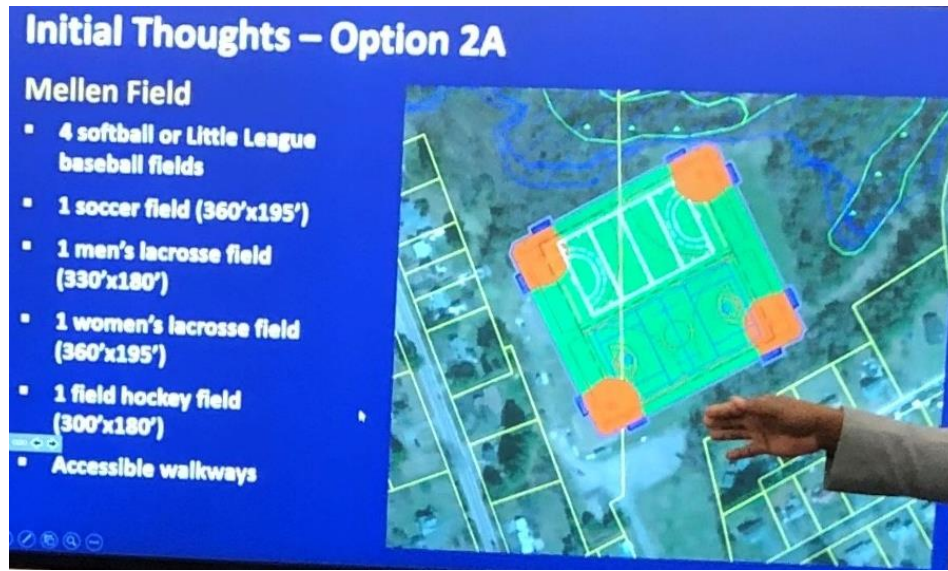 Initial Thoughts – Option 2A
Mellen Field
▪ 4 softball or Little League
baseball fields
▪ 1 soccer field (360'x195')
▪ 1 men's lacrosse field
(330'x180')
▪ 1 women's lacrosse field
(360'x195')
▪ 1 field hockey field
(300'x180')
▪ Accessible walkways